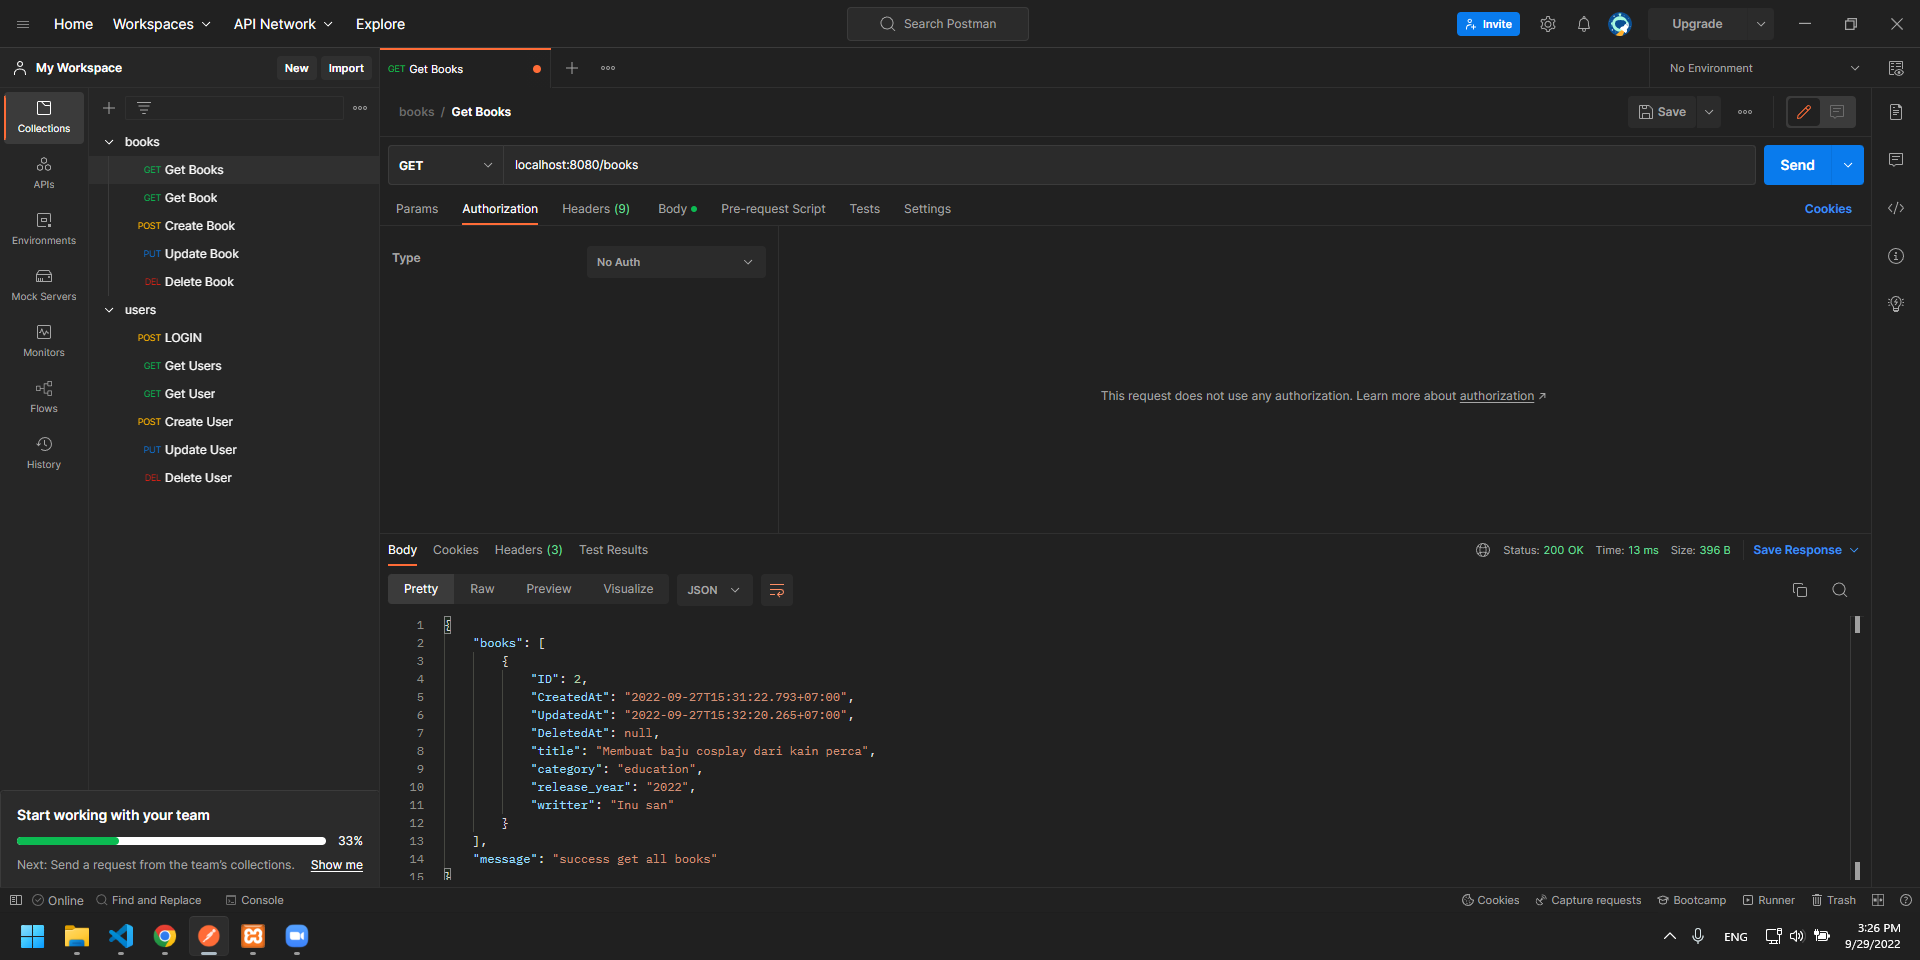 Home Workspaces API Network Explore Search Postman Invite Upgrade
My Workspace New Import GET Get Books No Environment
Collections
APIs
Environments
Mock Servers
Monitors
Flows
History
books
GET Get Books
GET Get Book
POST Create Book
PUT Update Book
DEL Delete Book
users
POST LOGIN
GET Get Users
GET Get User
POST Create User
PUT Update User
DEL Delete User
Start working with your team
33%
Next: Send a request from the team's collections. Show me
books / Get Books Save
GET localhost:8080/books Send
Params Authorization Headers (9) Body Pre-request Script Tests Settings Cookies
Type No Auth
This request does not use any authorization. Learn more about authorization ↗
Body Cookies Headers (3) Test Results Status: 200 OK Time: 13 ms Size: 396 B Save Response
Pretty Raw Preview Visualize JSON
1 {
2 "books": [
3 {
4 "ID": 2,
5 "CreatedAt": "2022-09-27T15:31:22.793+07:00",
6 "UpdatedAt": "2022-09-27T15:32:20.265+07:00",
7 "DeletedAt": null,
8 "title": "Membuat baju cosplay dari kain perca",
9 "category": "education",
10 "release_year": "2022",
11 "writter": "Inu san"
12 }
13 ],
14 "message": "success get all books"
15 }
Online Find and Replace Console Cookies Capture requests Bootcamp Runner Trash
ENG 3:26 PM
9/29/2022